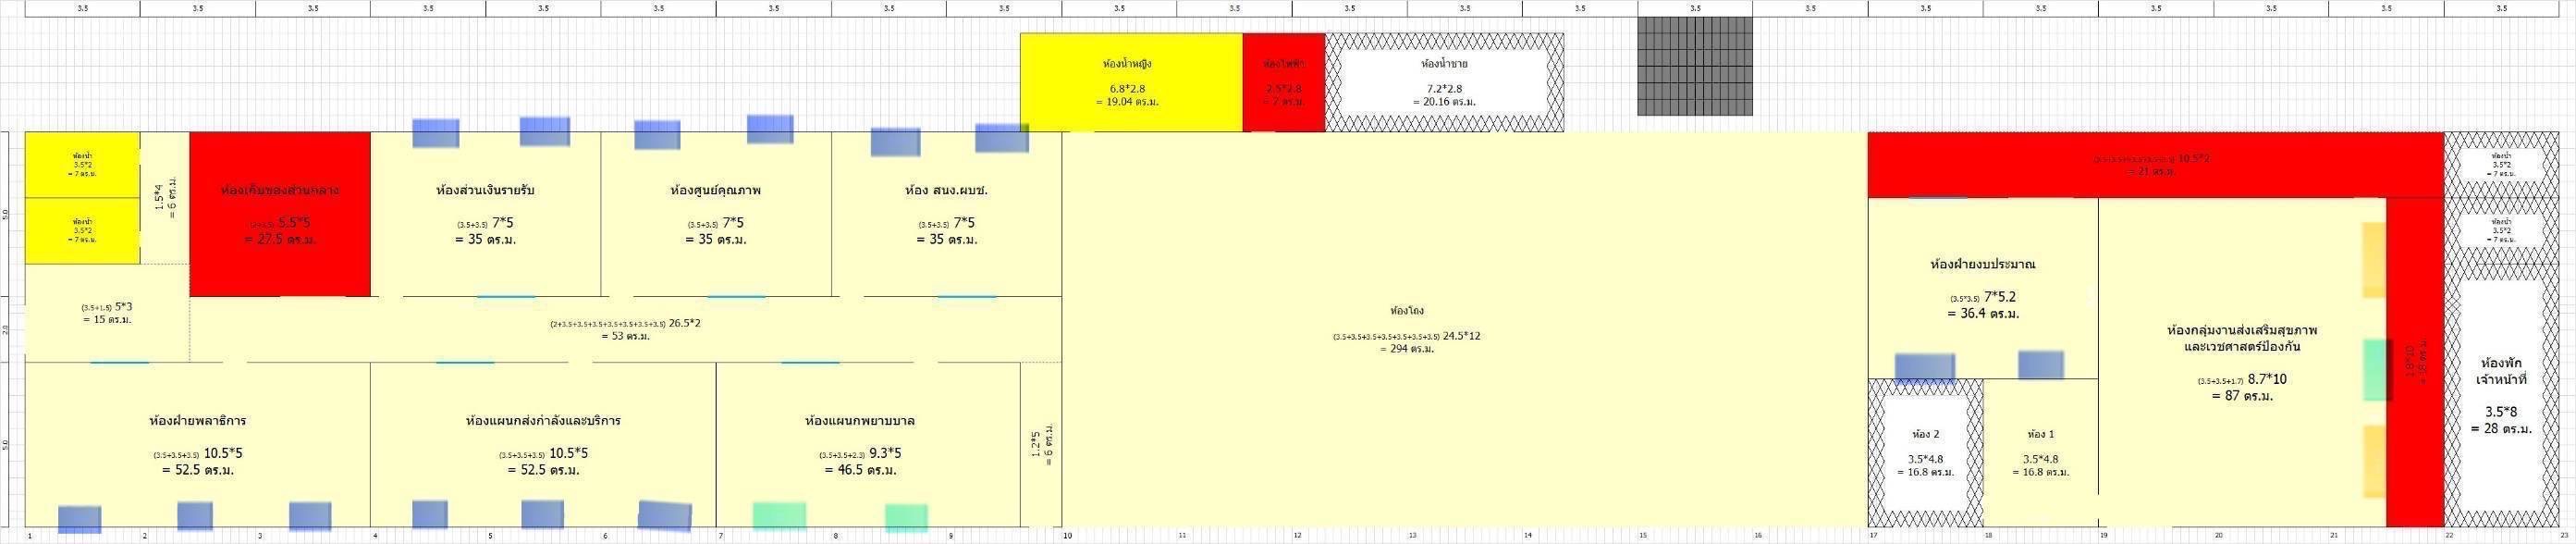 3.5 3.5 3.5 3.5 3.5 3.5 3.5 3.5 3.5 3.5 3.5 3.5 3.5 3.5 3.5 3.5 3.5 3.5 3.5 3.5 3.5 3.5
ห้องน้ำหญิง
6.8*2.8
= 19.04 ตร.ม.
ห้องไฟฟ้า
2.5*2.8
= 7 ตร.ม.
ห้องน้ำชาย
7.2*2.8
= 20.16 ตร.ม.
5.0
2.0
5.0
ห้องน้ำ
3.5*2
= 7 ตร.ม.
ห้องน้ำ
3.5*2
= 7 ตร.ม.
1.5*4
= 6 ตร.ม.
ห้องเก็บของส่วนกลาง
5.5*5
= 27.5 ตร.ม.
ห้องส่วนเงินรายรับ
(3.5+3.5) 7*5
= 35 ตร.ม.
ห้องศูนย์คุณภาพ
(3.5+3.5) 7*5
= 35 ตร.ม.
ห้อง สนง.ผบช.
(3.5+3.5) 7*5
= 35 ตร.ม.
(3.5+1.5) 5*3
= 15 ตร.ม.
(2+3.5+3.5+3.5+3.5+3.5+3.5+3.5) 26.5*2
= 53 ตร.ม.
ห้องฝ่ายพลาธิการ
(3.5+3.5+3.5) 10.5*5
= 52.5 ตร.ม.
ห้องแผนกส่งกำลังและบริการ
(3.5+3.5+3.5) 10.5*5
= 52.5 ตร.ม.
ห้องแผนกพยาบาล
(3.5+3.5+2.3) 9.3*5
= 46.5 ตร.ม.
1.2*5
= 6 ตร.ม.
ห้องโถง
(3.5+3.5+3.5+3.5+3.5+3.5+3.5) 24.5*12
= 294 ตร.ม.
10.5*2
= 21 ตร.ม.
ห้องฝ่ายงบประมาณ
(3.5*3.5) 7*5.2
= 36.4 ตร.ม.
ห้อง 2
3.5*4.8
= 16.8 ตร.ม.
ห้อง 1
3.5*4.8
= 16.8 ตร.ม.
ห้องกลุ่มงานส่งเสริมสุขภาพ
และเวชศาสตร์ป้องกัน
(3.5+3.5+1.7) 8.7*10
= 87 ตร.ม.
1.8*10
= 18 ตร.ม.
ห้องน้ำ
3.5*2
= 7 ตร.ม.
ห้องน้ำ
3.5*2
= 7 ตร.ม.
ห้องพัก
เจ้าหน้าที่
3.5*8
= 28 ตร.ม.
1 2 3 4 5 6 7 8 9 10 11 12 13 14 15 16 17 18 19 20 21 22 23